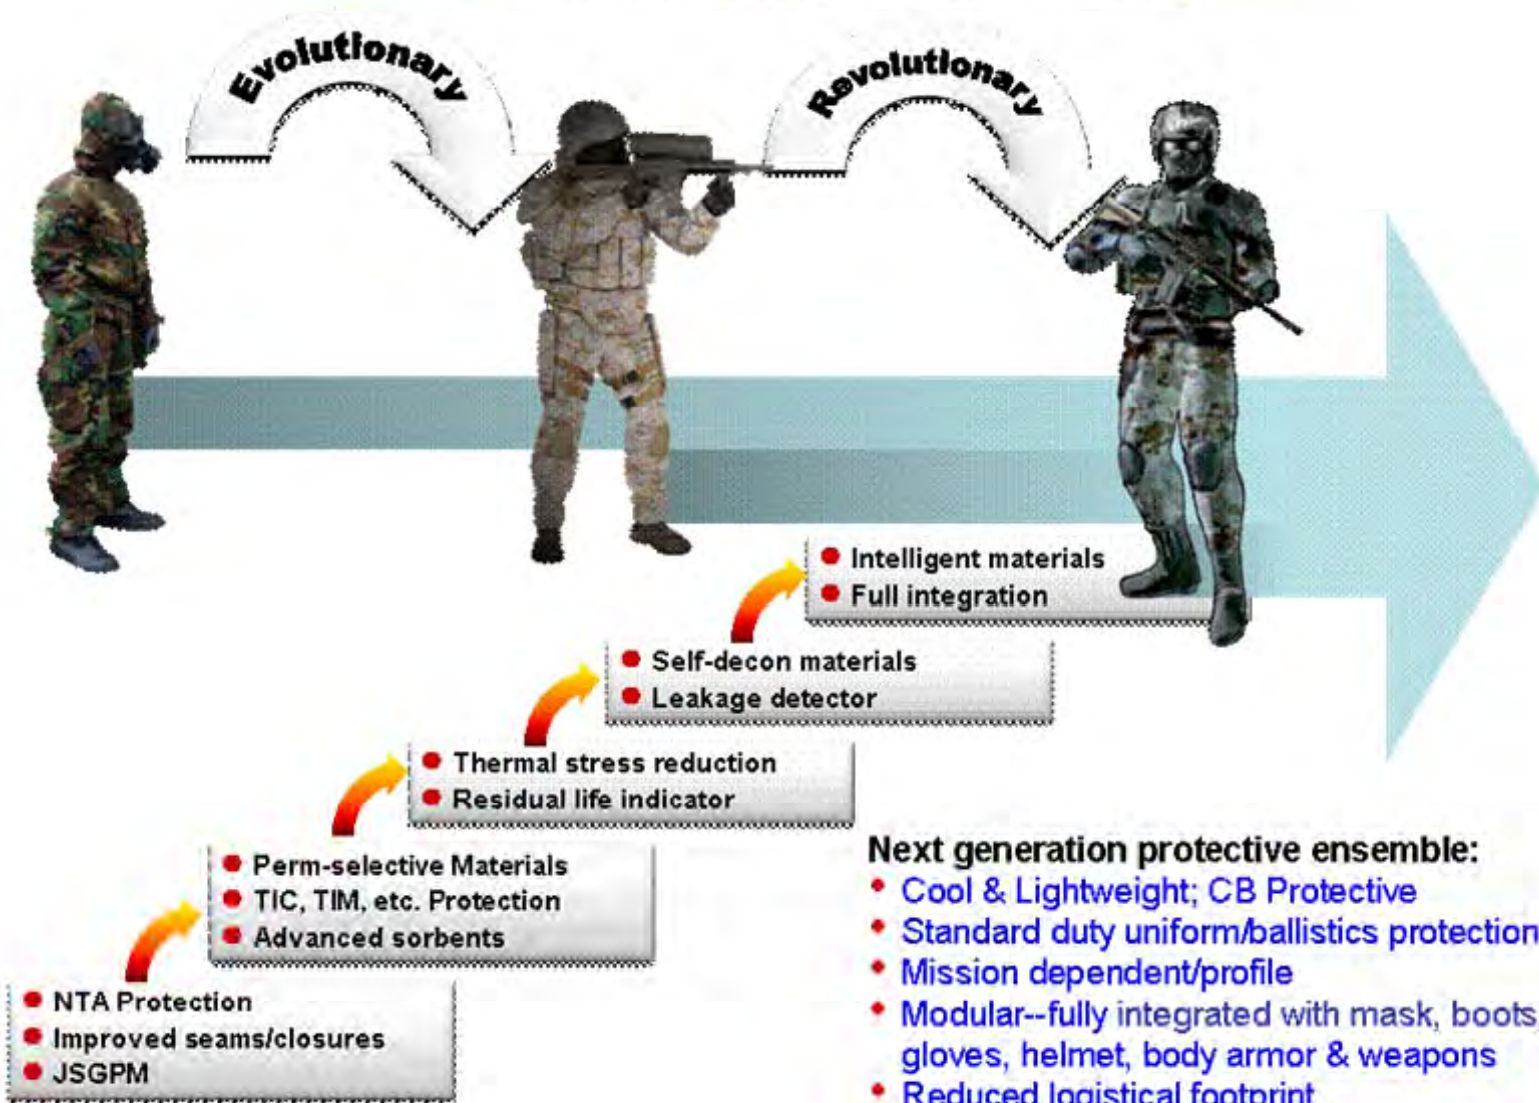 Evolutionary
Revolutionary
Intelligent materials
Full integration
Self-decon materials
Leakage detector
Thermal stress reduction
Residual life indicator
Perm-selective Materials
TIC, TIM, etc. Protection
Advanced sorbents
NTA Protection
Improved seams/closures
JSGPM
Next generation protective ensemble:
Cool & Lightweight; CB Protective
Standard duty uniform/ballistics protection
Mission dependent/profile
Modular--fully integrated with mask, boots
gloves, helmet, body armor & weapons
Reduced logistical footprint